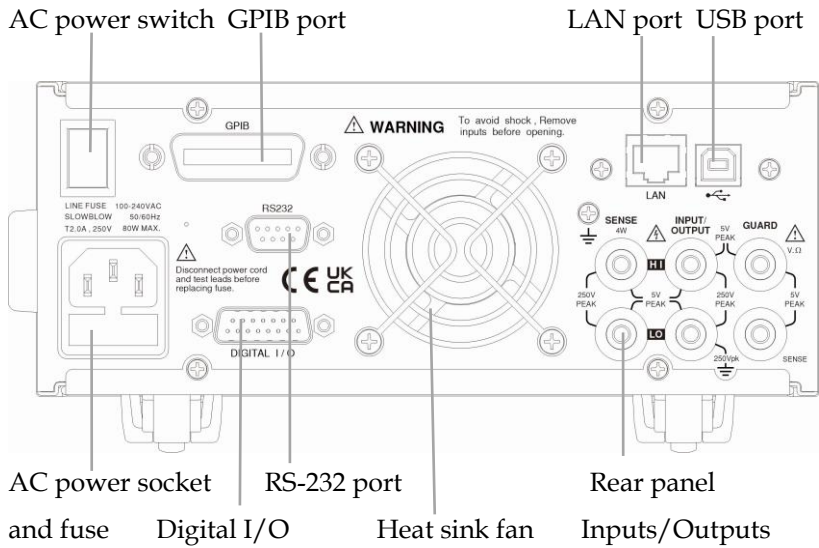 AC power switch GPIB port LAN port USB port
GPIB
WARNING
To avoid shock , Remove
inputs before opening.
LAN
LINE FUSE 100-240VAC
SLOWBLOW 50/60Hz
T2.0A , 250V 80W MAX.
RS232
Disconnect power cord
and test leads before
replacing fuse.
CE UK
CA
DIGITAL I / O
SENSE
4W
INPUT/
OUTPUT
5V
PEAK
GUARD
V.Ω
HI
250V
PEAK
5V
PEAK
250V
PEAK
5V
PEAK
LO
250Vpk
SENSE
AC power socket RS-232 port Rear panel
and fuse Digital I/O Heat sink fan Inputs/Outputs